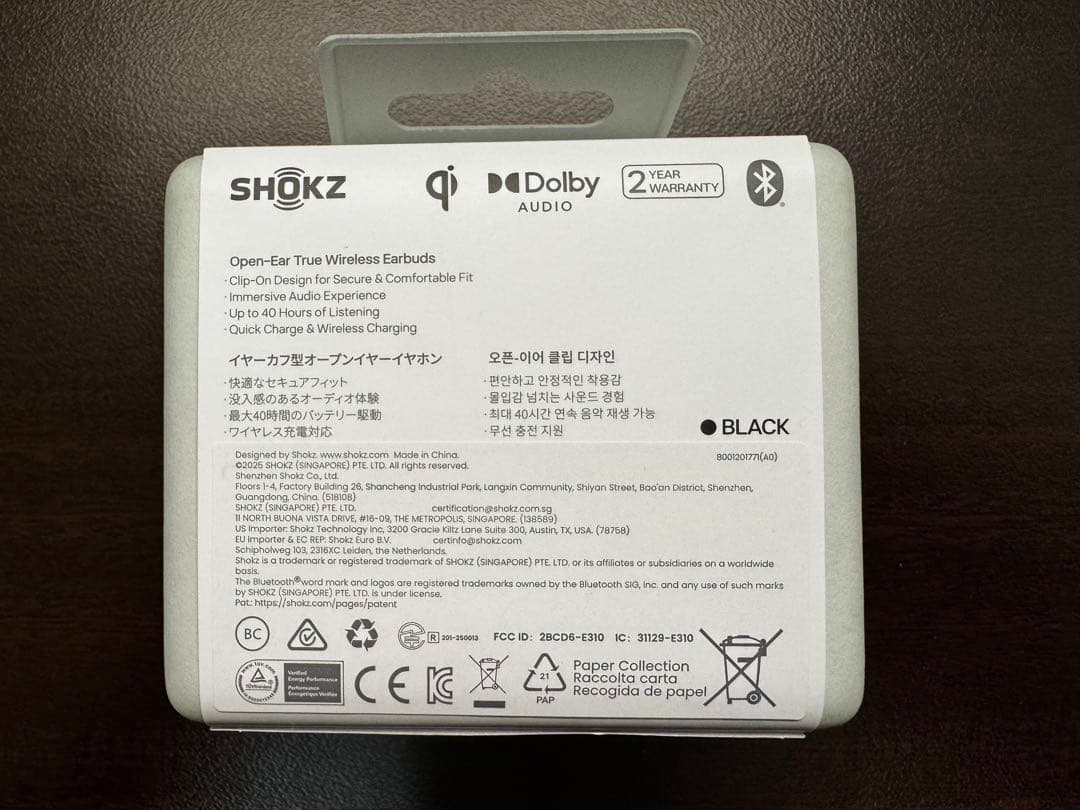 SHOKZ
qi
Dolby
AUDIO
2 YEAR WARRANTY
Open-Ear True Wireless Earbuds
· Clip-On Design for Secure & Comfortable Fit
· Immersive Audio Experience
· Up to 40 Hours of Listening
· Quick Charge & Wireless Charging
イヤーカフ型オープンイヤーイヤホン
· 快適なセキュアフィット
· 没入感のあるオーディオ体験
· 最大40時間のバッテリー駆動
· ワイヤレス充電対応
오픈-이어 클립 디자인
· 편안하고 안정적인 착용감
· 몰입감 넘치는 사운드 경험
· 최대 40시간 연속 음악 재생 가능
· 무선 충전 지원
● BLACK
8001201771(A0)
Designed by Shokz. www.shokz.com Made in China.
©2025 SHOKZ (SINGAPORE) PTE. LTD. All rights reserved.
Shenzhen Shokz Co., Ltd.
Floors 1-4, Factory Building 26, Shancheng Industrial Park, Langxin Community, Shiyan Street, Bao'an District, Shenzhen,
Guangdong, China. (518108)
SHOKZ (SINGAPORE) PTE. LTD. certification@shokz.com.sg
11 NORTH BUONA VISTA DRIVE, #16-09, THE METROPOLIS, SINGAPORE. (138589)
US Importer: Shokz Technology Inc, 3200 Gracie Kiltz Lane Suite 300, Austin, TX, USA. (78758)
EU Importer & EC REP: Shokz Euro B.V. certinfo@shokz.com
Schipholweg 103, 2316XC Leiden, the Netherlands.
Shokz is a trademark or registered trademark of SHOKZ (SINGAPORE) PTE. LTD. or its affiliates or subsidiaries on a worldwide
basis.
The Bluetooth® word mark and logos are registered trademarks owned by the Bluetooth SIG, Inc. and any use of such marks
by SHOKZ (SINGAPORE) PTE. LTD. is under license.
Pat.: https://shokz.com/pages/patent
BC
R 201-250013
FCC ID: 2BCD6-E310 IC: 31129-E310
www.tuv.com
TÜVRheinland
Verified
Energy Performance
Performance
Énergétique Vérifiée
CE
KC
21
PAP
Paper Collection
Raccolta carta
Recogida de papel